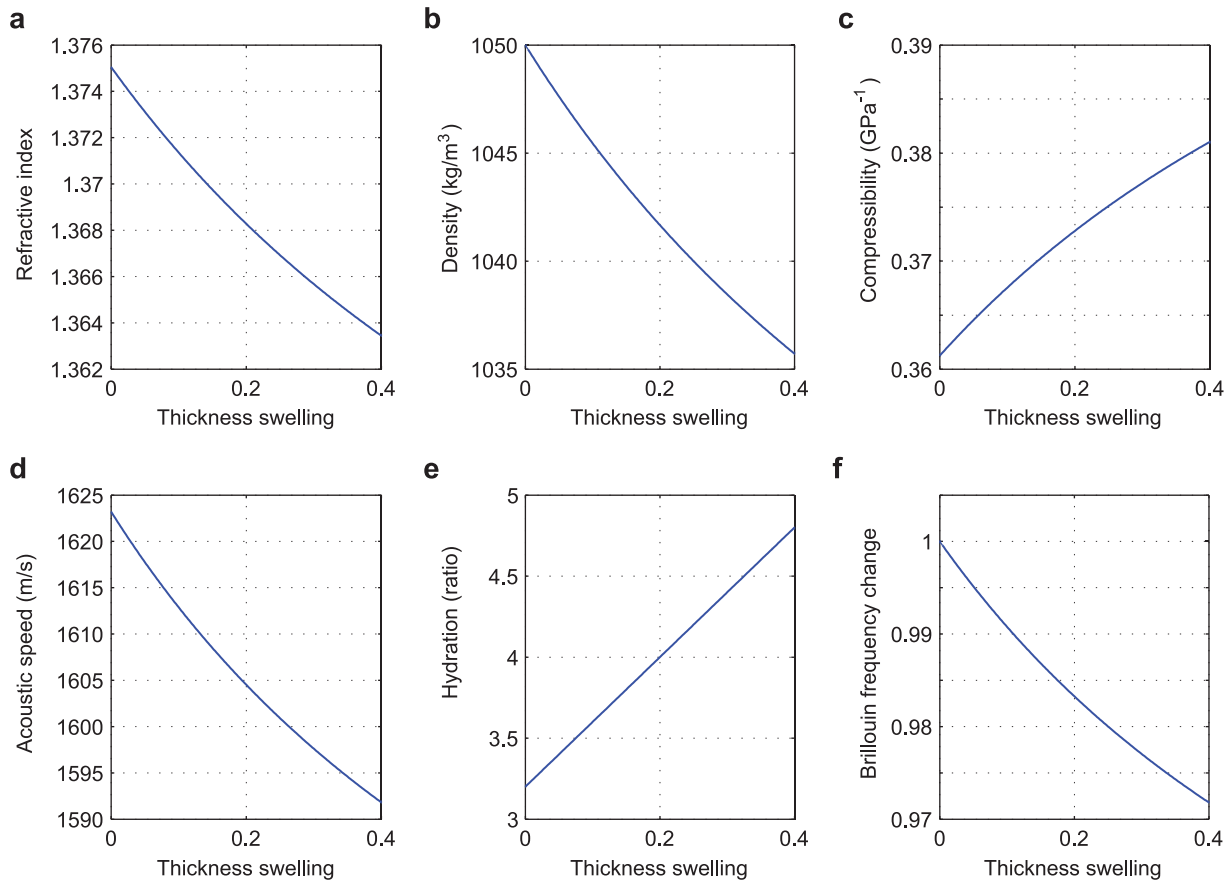 a
1.376
1.374
1.372
1.37
1.368
1.366
1.364
1.362
Refractive index
0 0.2 0.4
Thickness swelling
b
1050
1045
1040
1035
Density (kg/m³)
0 0.2 0.4
Thickness swelling
c
0.39
0.38
0.37
0.36
Compressibility (GPa⁻¹ )
0 0.2 0.4
Thickness swelling
d
1625
1620
1615
1610
1605
1600
1595
1590
Acoustic speed (m/s)
0 0.2 0.4
Thickness swelling
e
5
4.5
4
3.5
3
Hydration (ratio)
0 0.2 0.4
Thickness swelling
f
1
0.99
0.98
0.97
Brillouin frequency change
0 0.2 0.4
Thickness swelling